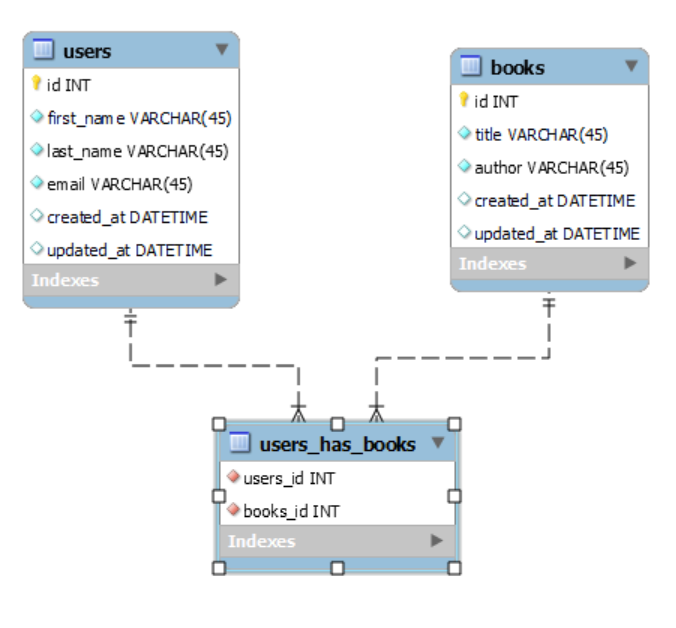 users
id INT
first_name VARCHAR(45)
last_name VARCHAR(45)
email VARCHAR(45)
created_at DATETIME
updated_at DATETIME
Indexes
books
id INT
title VARCHAR(45)
author VARCHAR(45)
created_at DATETIME
updated_at DATETIME
Indexes
users_has_books
users_id INT
books_id INT
Indexes